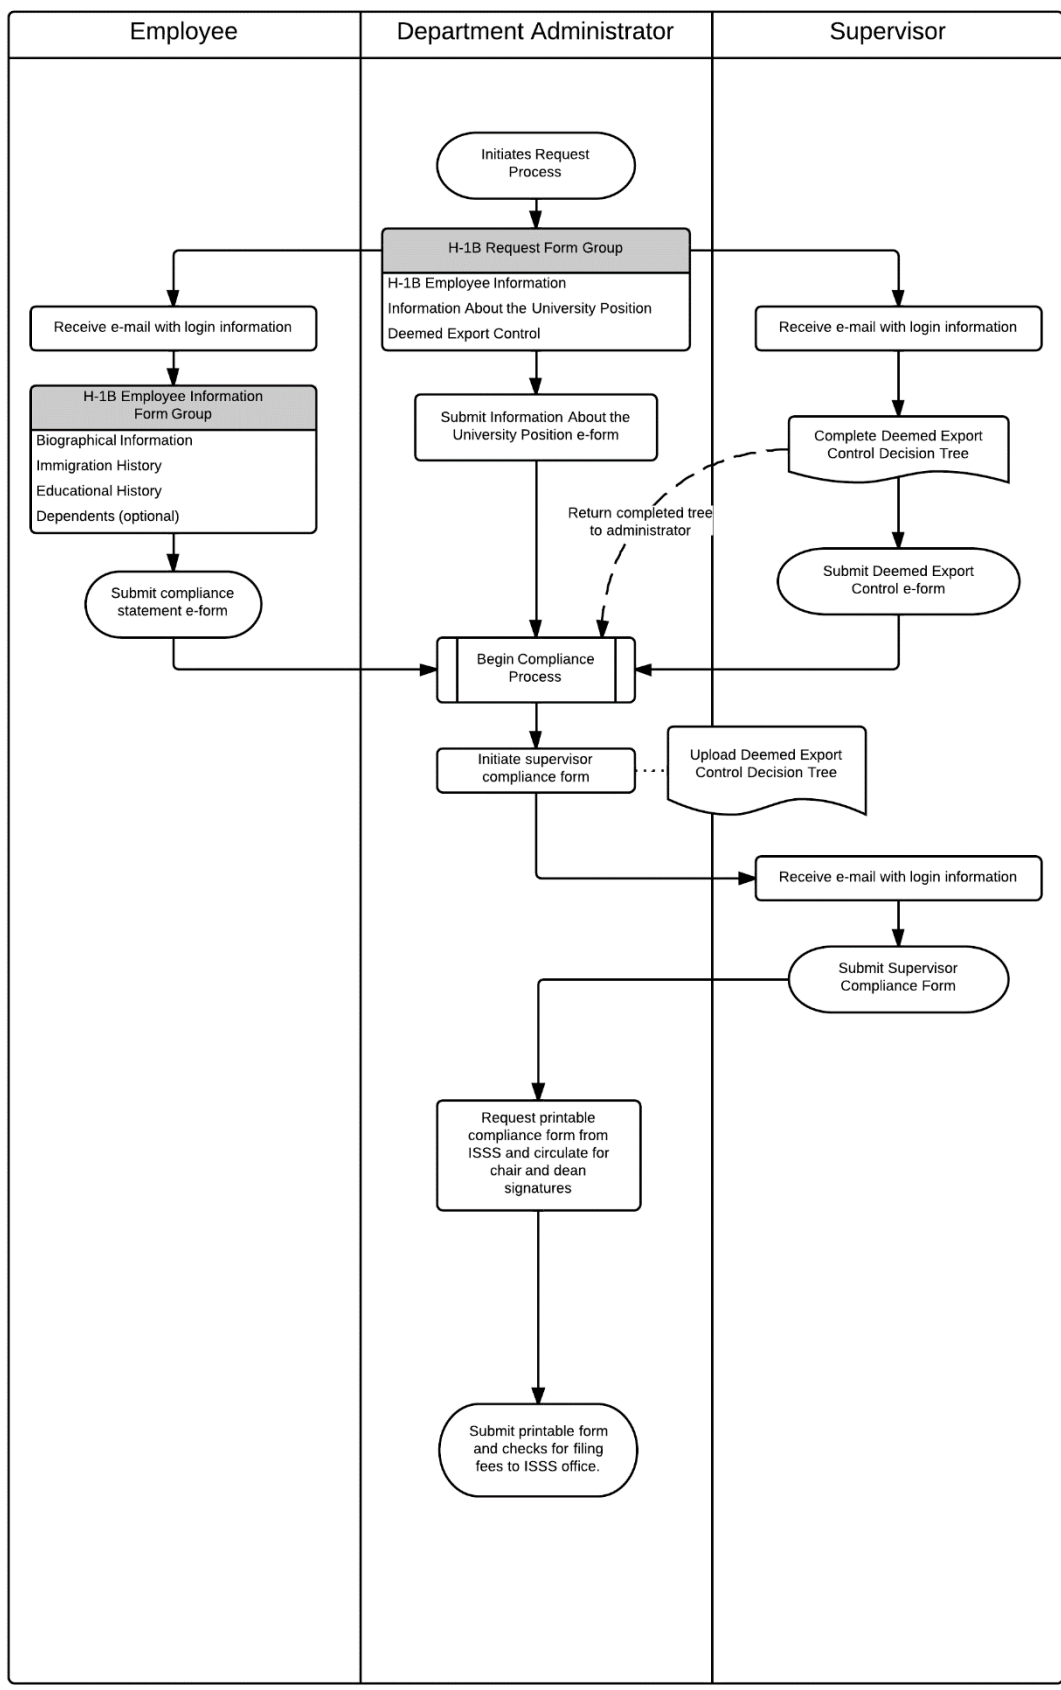 Employee
Department Administrator
Supervisor
Initiates Request
Process
H-1B Request Form Group
H-1B Employee Information
Information About the University Position
Deemed Export Control
Receive e-mail with login information
Receive e-mail with login information
H-1B Employee Information
Form Group
Biographical Information
Immigration History
Educational History
Dependents (optional)
Submit Information About the
University Position e-form
Complete Deemed Export
Control Decision Tree
Return completed tree
to administrator
Submit compliance
statement e-form
Submit Deemed Export
Control e-form
Begin Compliance
Process
Initiate supervisor
compliance form
Upload Deemed Export
Control Decision Tree
Receive e-mail with login information
Submit Supervisor
Compliance Form
Request printable
compliance form from
ISSS and circulate for
chair and dean
signatures
Submit printable form
and checks for filing
fees to ISSS office.